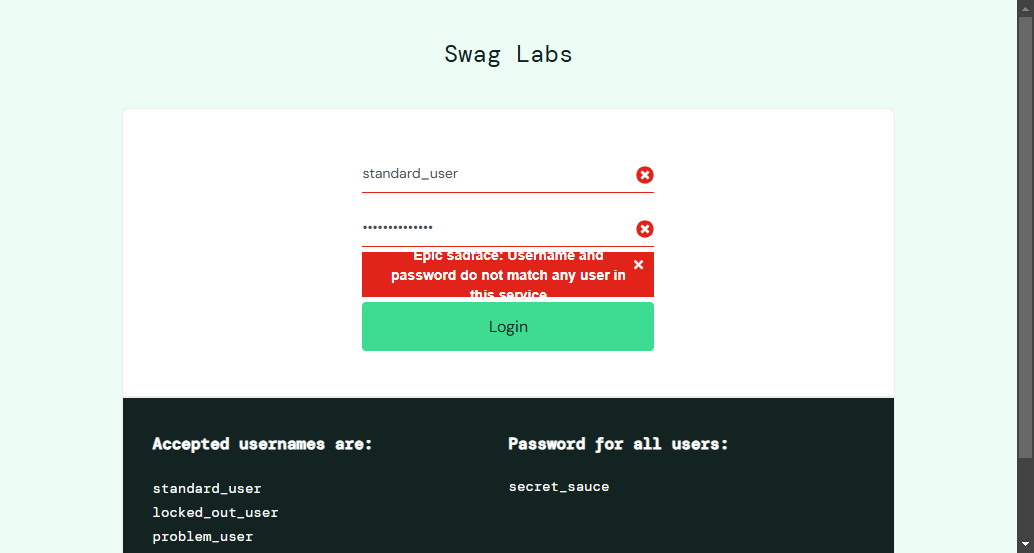 Swag Labs
standard_user
••••••••••••••
Epic sadface: Username and
password do not match any user in
this service
Login
Accepted usernames are:
Password for all users:
standard_user
secret_sauce
locked_out_user
problem_user